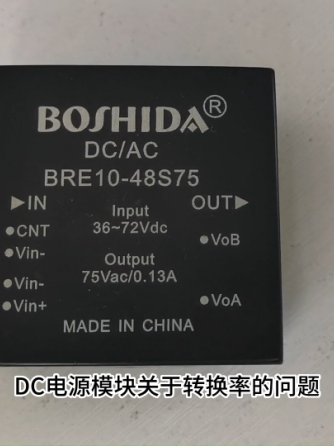 BOSHIDA®
DC/AC
BRE10-48S75
▶IN OUT▶
Input
36~72Vdc
●CNT
●VoB
●Vin-
Output
75Vac/0.13A
●Vin-
●Vin+
●VoA
MADE IN CHINA
DC电源模块关于转换率的问题